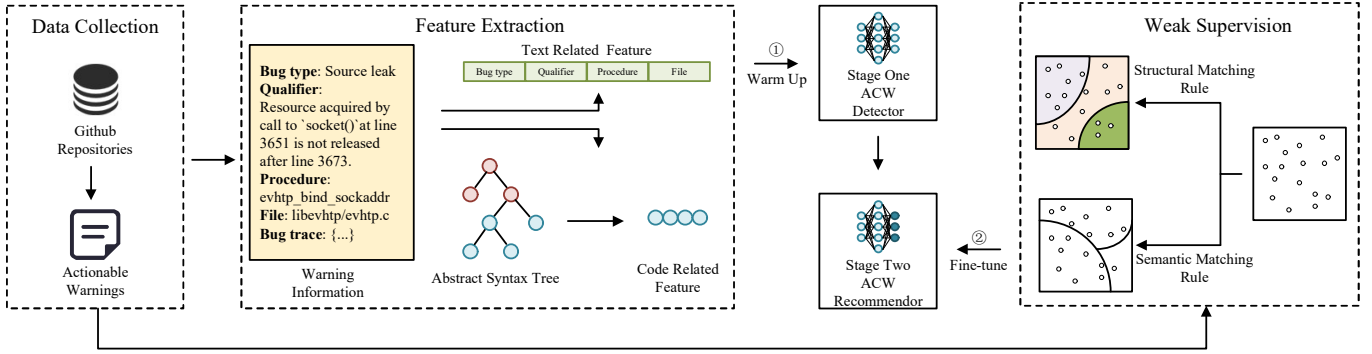 Data Collection
Github
Repositories
Actionable
Warnings
Feature Extraction
Bug type: Source leak
Qualifier:
Resource acquired by
call to `socket()`at line
3651 is not released
after line 3673.
Procedure:
evhtp_bind_sockaddr
File: libevhtp/evhtp.c
Bug trace: {...}
Warning
Information
Text Related Feature
Bug type
Qualifier
Procedure
File
Abstract Syntax Tree
Code Related
Feature
①
Warm Up
Stage One
ACW
Detector
Stage Two
ACW
Recommendor
②
Fine-tune
Weak Supervision
Structural Matching
Rule
Semantic Matching
Rule